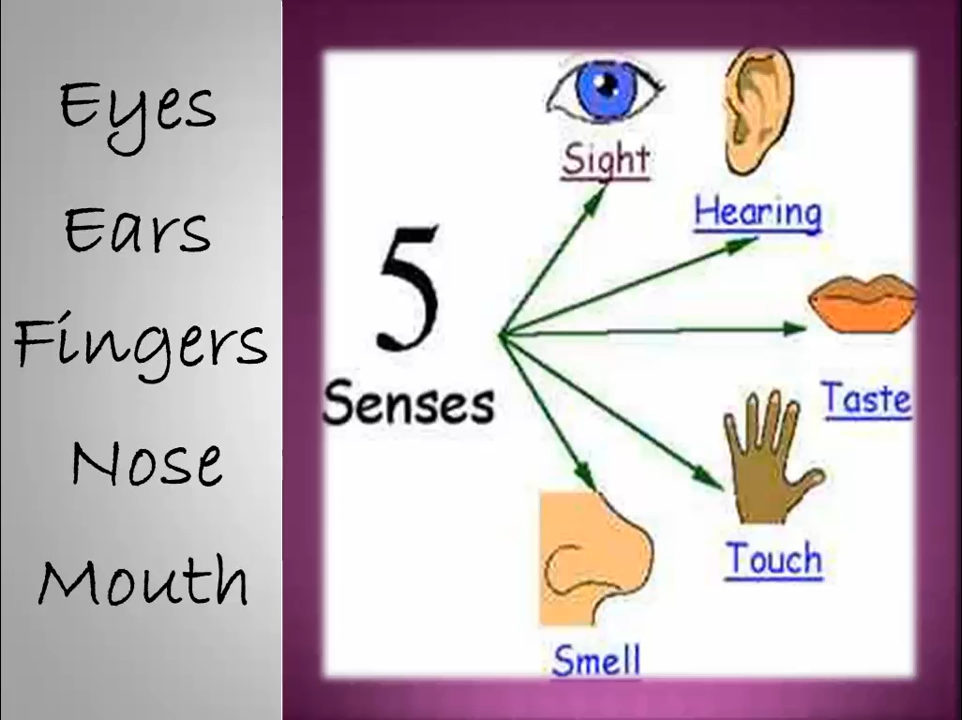 Eyes
Ears
Fingers
Nose
Mouth
5
Senses
Sight
Hearing
Taste
Touch
Smell